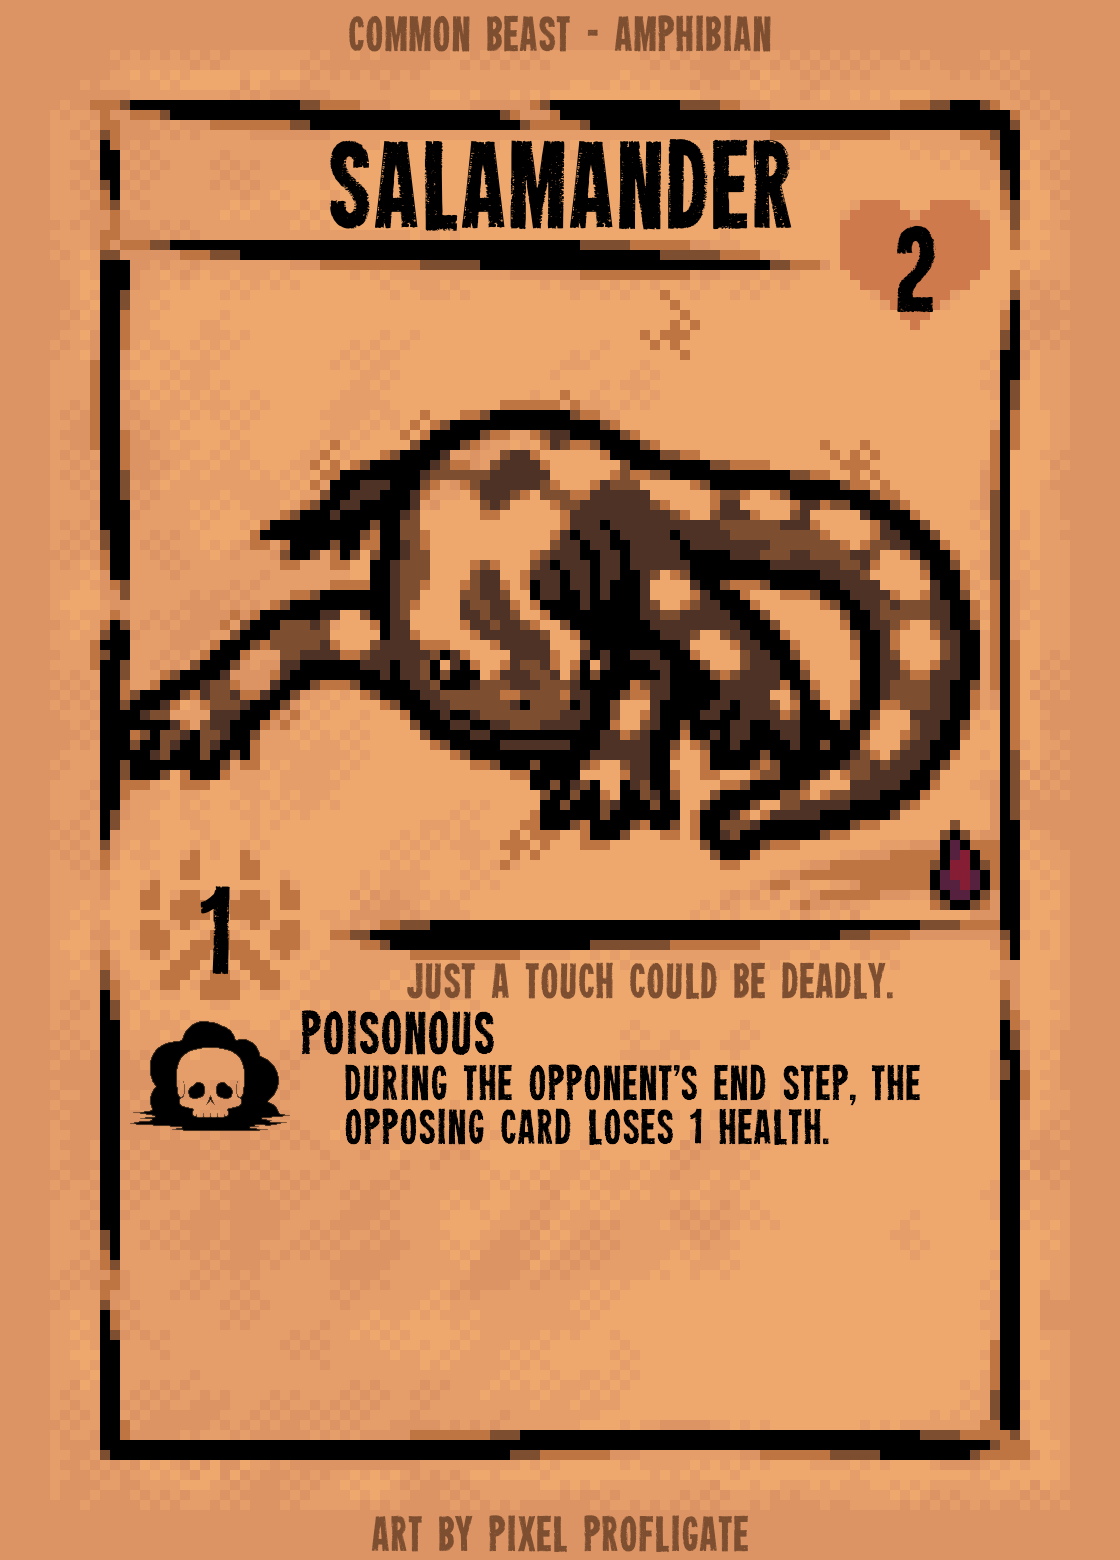 COMMON BEAST - AMPHIBIAN
SALAMANDER
2
1
JUST A TOUCH COULD BE DEADLY.
POISONOUS
DURING THE OPPONENT'S END STEP, THE
OPPOSING CARD LOSES 1 HEALTH.
ART BY PIXEL PROFLIGATE